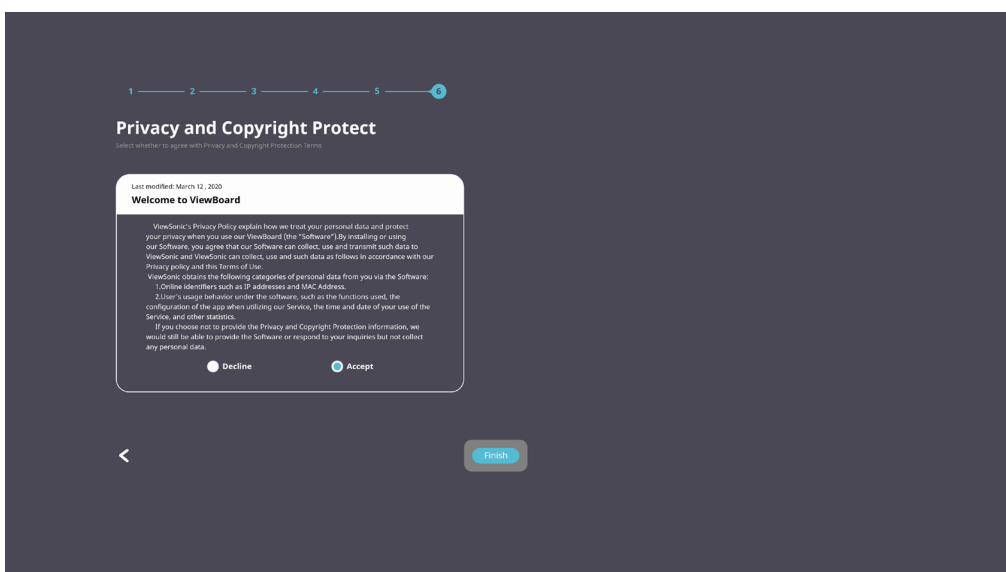 1 2 3 4 5 6
Privacy and Copyright Protect
Select whether to agree with Privacy and Copyright Protection Terms
Last modified: March 12 , 2020
Welcome to ViewBoard
ViewSonic's Privacy Policy explain how we treat your personal data and protect
your privacy when you use our ViewBoard (the "Software").By installing or using
our Software, you agree that our Software can collect, use and transmit such data to
ViewSonic and ViewSonic can collect, use and such data as follows in accordance with our
Privacy policy and this Terms of Use.
ViewSonic obtains the following categories of personal data from you via the Software:
1.Online identifiers such as IP addresses and MAC Address.
2.User's usage behavior under the software, such as the functions used, the
configuration of the app when utilizing our Service, the time and date of your use of the
Service, and other statistics.
If you choose not to provide the Privacy and Copyright Protection information, we
would still be able to provide the Software or respond to your inquiries but not collect
any personal data.
Decline Accept
Finish